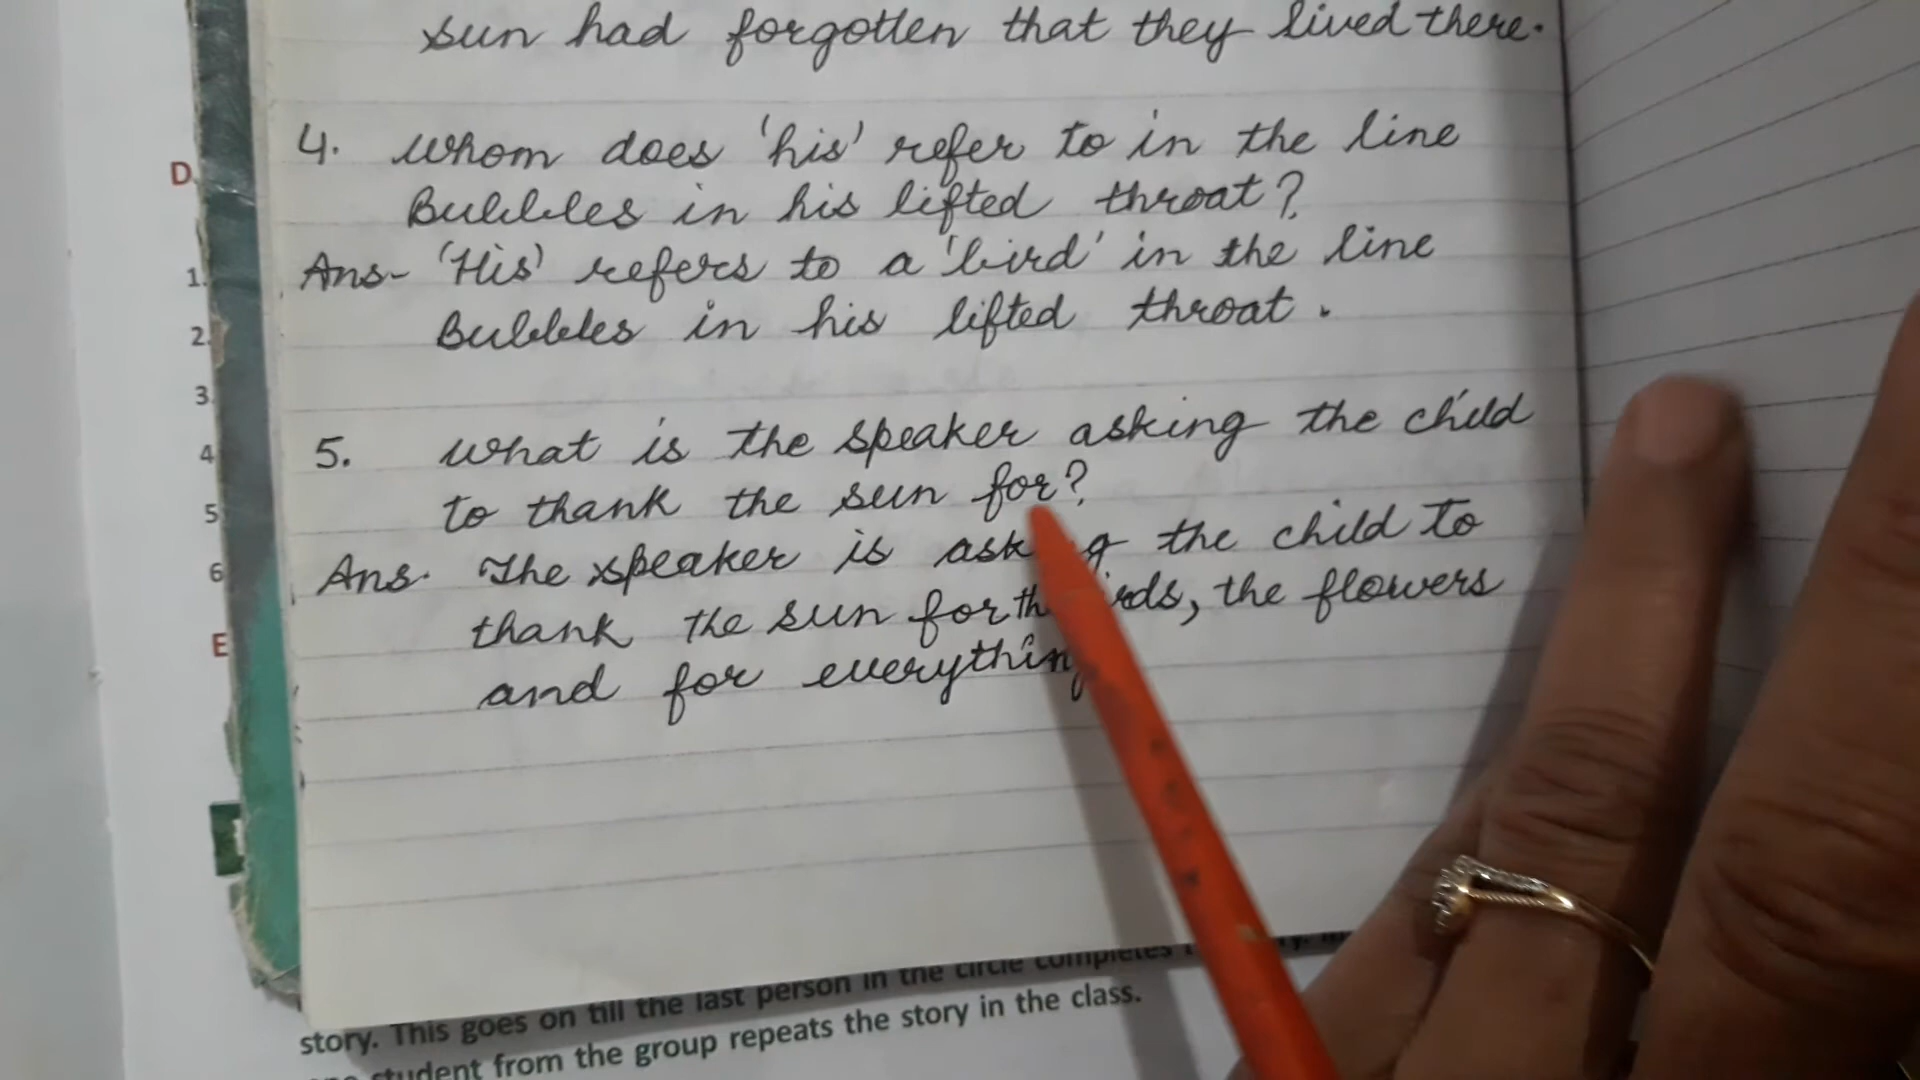 sun had forgotten that they lived there.
4. Whom does 'his' refer to in the line
Bubbles in his lifted throat?
Ans- 'His' refers to a 'bird' in the line
Bubbles in his lifted throat.
5. What is the speaker asking the child
to thank the sun for?
Ans. The speaker is asking the child to
thank the sun for the birds, the flowers
and for everything
D.
1.
2.
3
4
5
6
E
story. This goes on till the last person in the circle completes
student from the group repeats the story in the class.